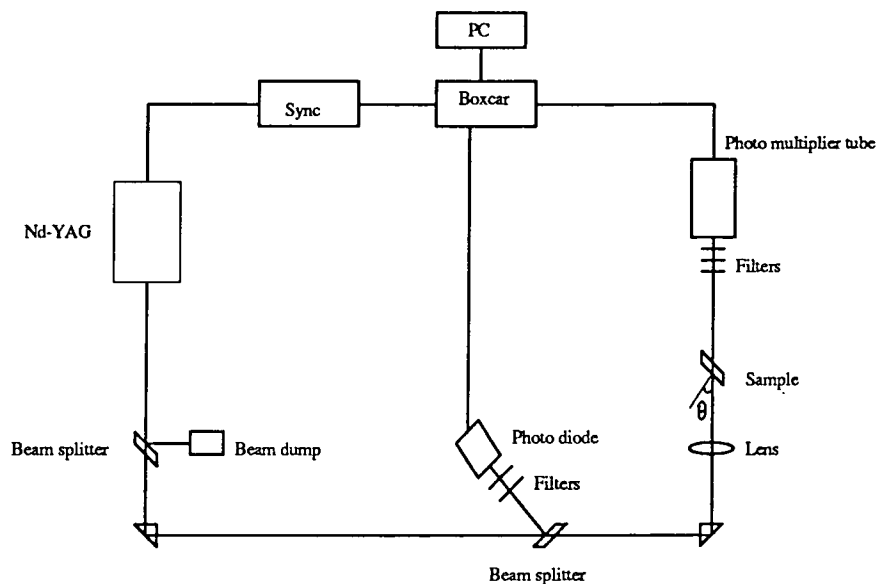 PC
Sync
Boxcar
Photo multiplier tube
Nd-YAG
Filters
Sample
θ
Beam splitter
Beam dump
Photo diode
Lens
Filters
Beam splitter